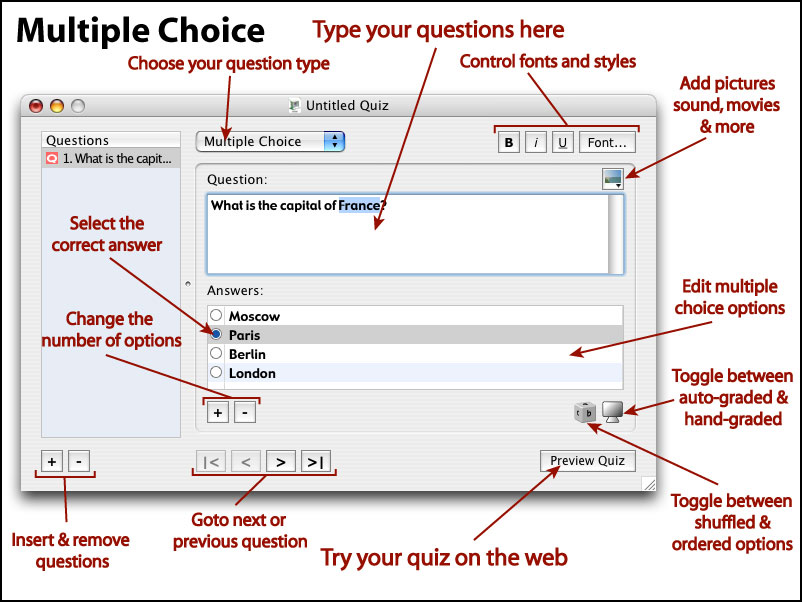 Multiple Choice
Type your questions here
Choose your question type
Control fonts and styles
Add pictures
sound, movies
& more
Untitled Quiz
Questions
1. What is the capit...
Multiple Choice
B
i
U
Font...
Question:
What is the capital of France?
Select the
correct answer
Answers:
Moscow
Paris
Berlin
London
Edit multiple
choice options
Change the
number of options
+
-
Toggle between
auto-graded &
hand-graded
+
-
|<
<
>
>|
Preview Quiz
Insert & remove
questions
Goto next or
previous question
Try your quiz on the web
Toggle between
shuffled &
ordered options